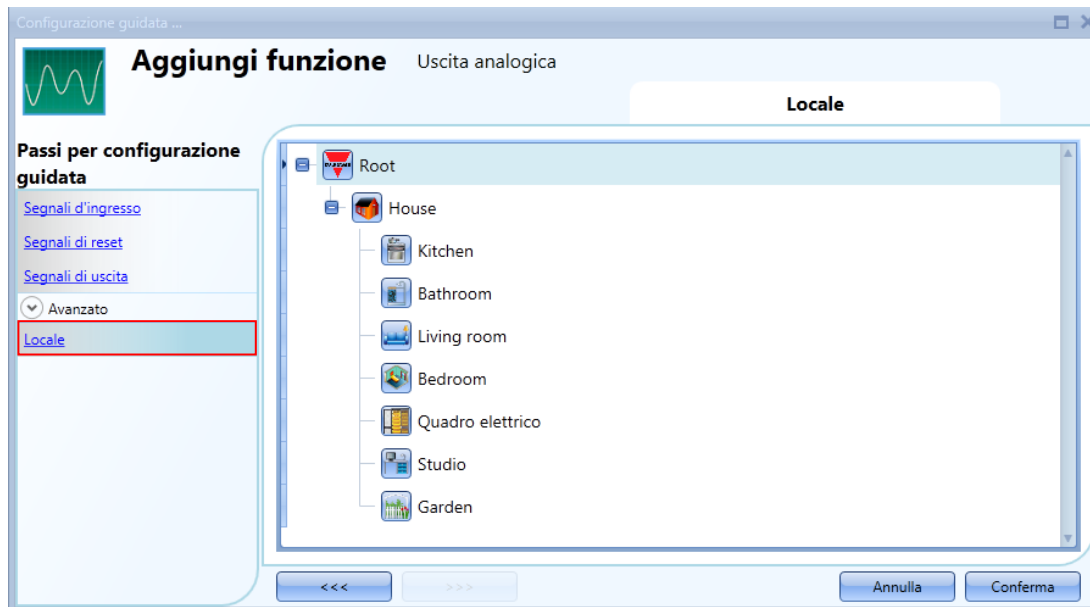 Configurazione guidata ...
Aggiungi funzione Uscita analogica
Locale
Passi per configurazione
guidata
Segnali d'ingresso
Segnali di reset
Segnali di uscita
Avanzato
Locale
Root
House
Kitchen
Bathroom
Living room
Bedroom
Quadro elettrico
Studio
Garden
<<<
>>>
Annulla
Conferma